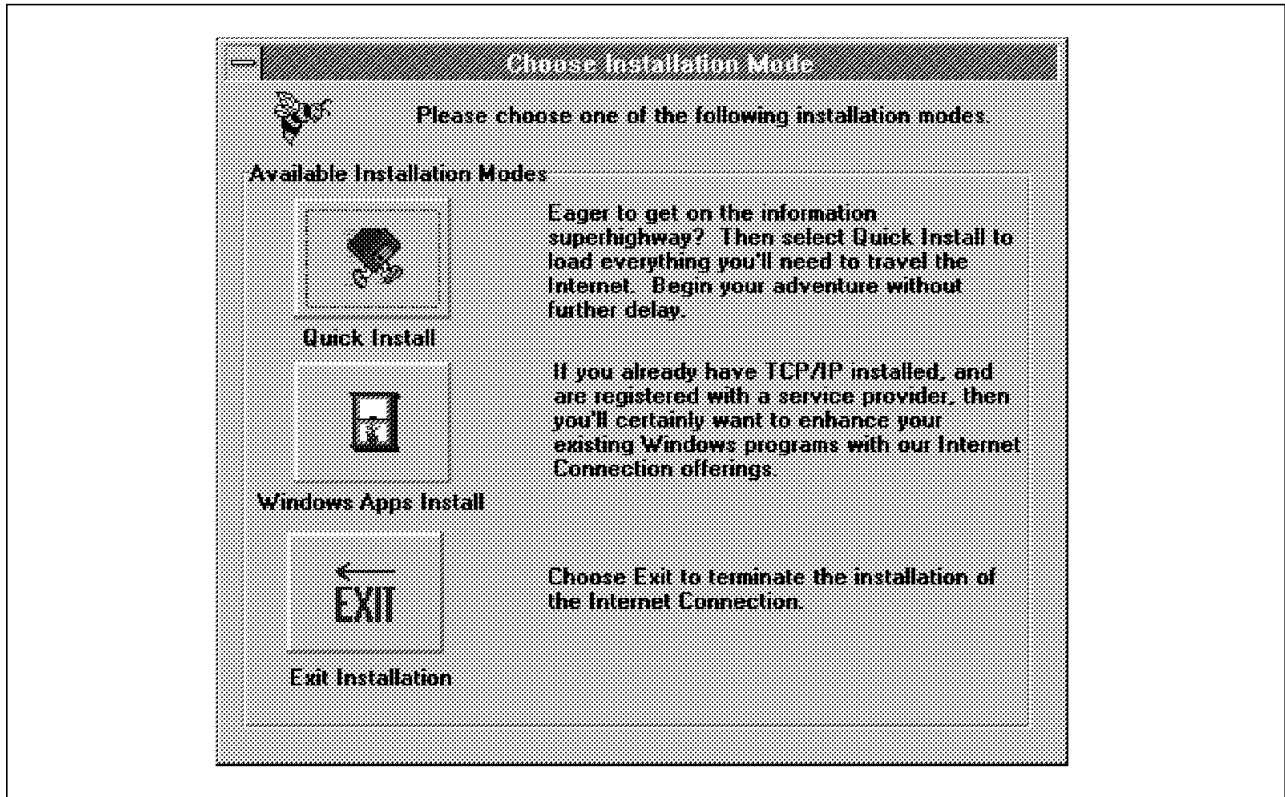 Choose Installation Mode
Please choose one of the following installation modes.
Available Installation Modes
Eager to get on the information
superhighway?  Then select Quick Install to
load everything you'll need to travel the
Internet.  Begin your adventure without
further delay.
Quick Install
If you already have TCP/IP installed, and
are registered with a service provider, then
you'll certainly want to enhance your
existing Windows programs with our Internet
Connection offerings.
Windows Apps Install
EXIT
Choose Exit to terminate the installation of
the Internet Connection.
Exit Installation